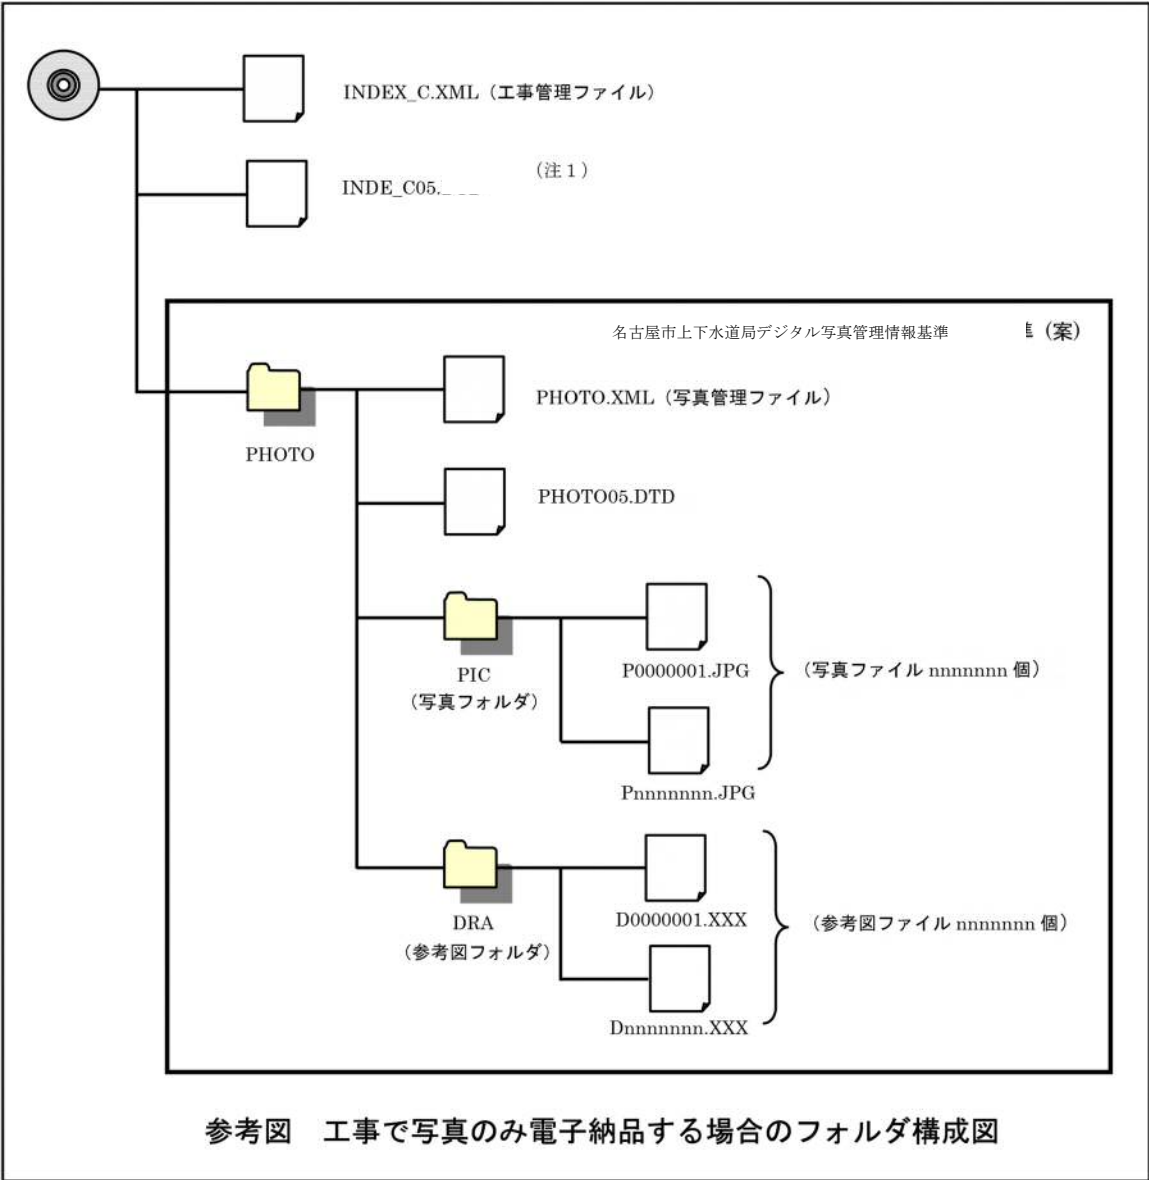 INDEX_C.XML（工事管理ファイル）
（注１）
INDE_C05.
名古屋市上下水道局デジタル写真管理情報基準
（案）
PHOTO.XML（写真管理ファイル）
PHOTO
PHOTO05.DTD
P0000001.JPG
（写真ファイル nnnnnnn 個）
PIC
（写真フォルダ）
Pnnnnnnn.JPG
D0000001.XXX
（参考図ファイル nnnnnnn 個）
DRA
（参考図フォルダ）
Dnnnnnnn.XXX
参考図　工事で写真のみ電子納品する場合のフォルダ構成図